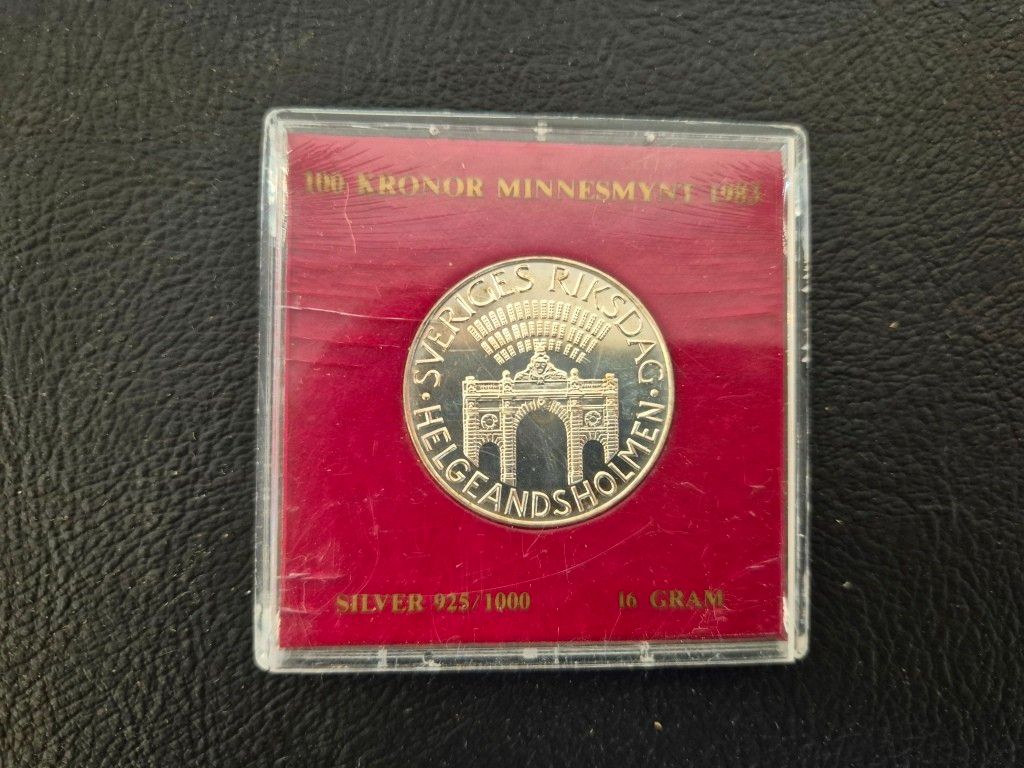 100 KRONOR MINNESMYNT 1983
SVERIGES RIKSDAG
· HELGEANDSHOLMEN ·
SILVER 925/1000 16 GRAM